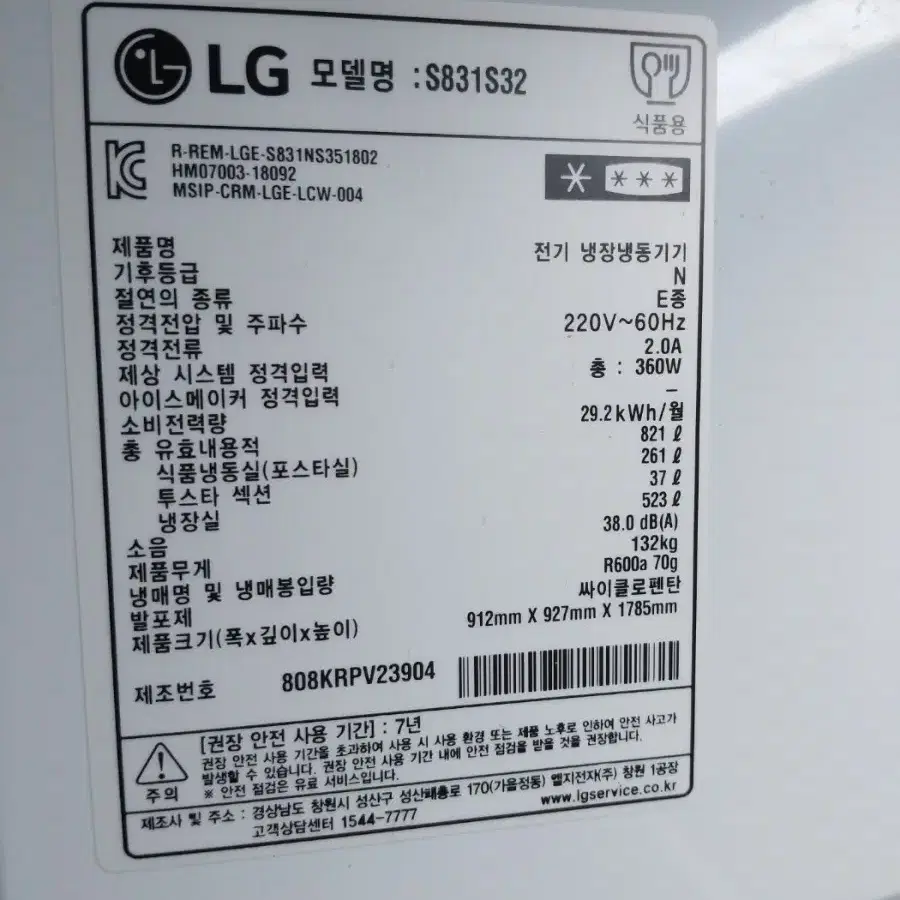 LG 모델명 : S831S32
식품용
R-REM-LGE-S831NS351802
HM07003-18092
MSIP-CRM-LGE-LCW-004
제품명 전기 냉장냉동기기
기후등급 N
절연의 종류 E종
정격전압 및 주파수 220V~60Hz
정격전류 2.0A
제상 시스템 정격입력 총 : 360W
아이스메이커 정격입력 –
소비전력량 29.2kWh/월
총 유효내용적 821 ℓ
식품냉동실(포스타실) 261 ℓ
투스타 섹션 37 ℓ
냉장실 523 ℓ
소음 38.0 dB(A)
제품무게 132kg
냉매명 및 냉매봉입량 R600a 70g
발포제 싸이클로펜탄
제품크기(폭x깊이x높이) 912mm X 927mm X 1785mm
제조번호 808KRPV23904
[권장 안전 사용 기간] : 7년
권장 안전 사용 기간을 초과하여 사용 시 사용 환경 또는 제품 노후로 인하여 안전 사고가
발생할 수 있습니다. 권장 안전 사용 기간 내에 안전 점검을 받을 것을 권장합니다.
※ 안전 점검은 유료 서비스입니다.
주의
제조사 및 주소 : 경상남도 창원시 성산구 성산패총로 170(가음정동) 엘지전자(주) 창원 1공장
고객상담센터 1544-7777 www.lgservice.co.kr